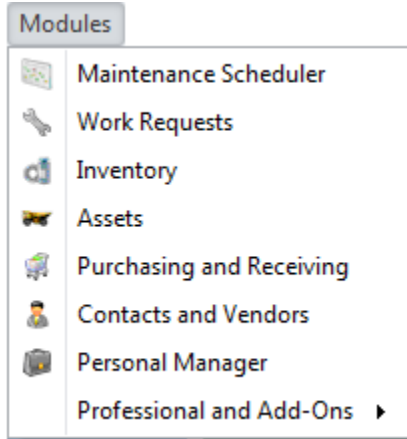 Modules
Maintenance Scheduler
Work Requests
Inventory
Assets
Purchasing and Receiving
Contacts and Vendors
Personal Manager
Professional and Add-Ons